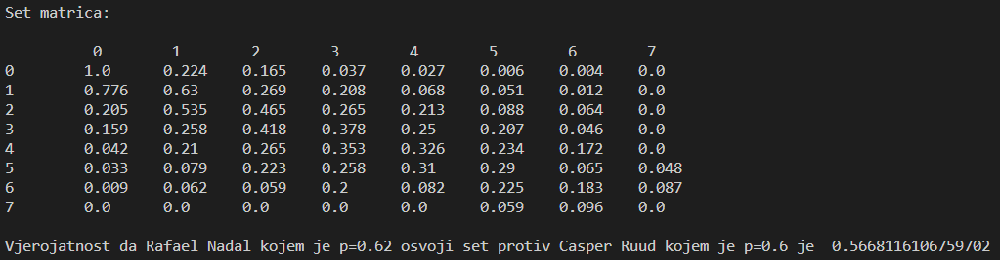 Set matrica:
0 1 2 3 4 5 6 7
0 1.0 0.224 0.165 0.037 0.027 0.006 0.004 0.0
1 0.776 0.63 0.269 0.208 0.068 0.051 0.012 0.0
2 0.205 0.535 0.465 0.265 0.213 0.088 0.064 0.0
3 0.159 0.258 0.418 0.378 0.25 0.207 0.046 0.0
4 0.042 0.21 0.265 0.353 0.326 0.234 0.172 0.0
5 0.033 0.079 0.223 0.258 0.31 0.29 0.065 0.048
6 0.009 0.062 0.059 0.2 0.082 0.225 0.183 0.087
7 0.0 0.0 0.0 0.0 0.0 0.059 0.096 0.0
Vjerojatnost da Rafael Nadal kojem je p=0.62 osvoji set protiv Casper Ruud kojem je p=0.6 je 0.5668116106759702